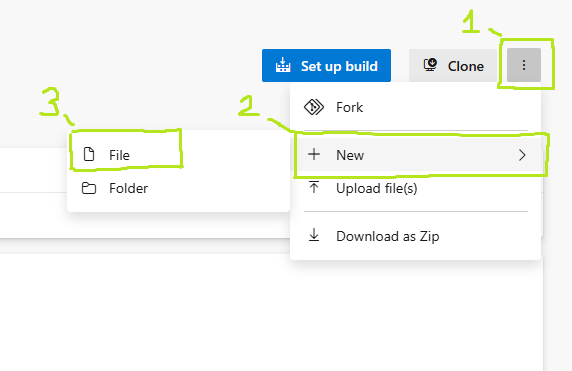 1
Set up build
Clone
3
2
Fork
File
New
Folder
Upload file(s)
Download as Zip